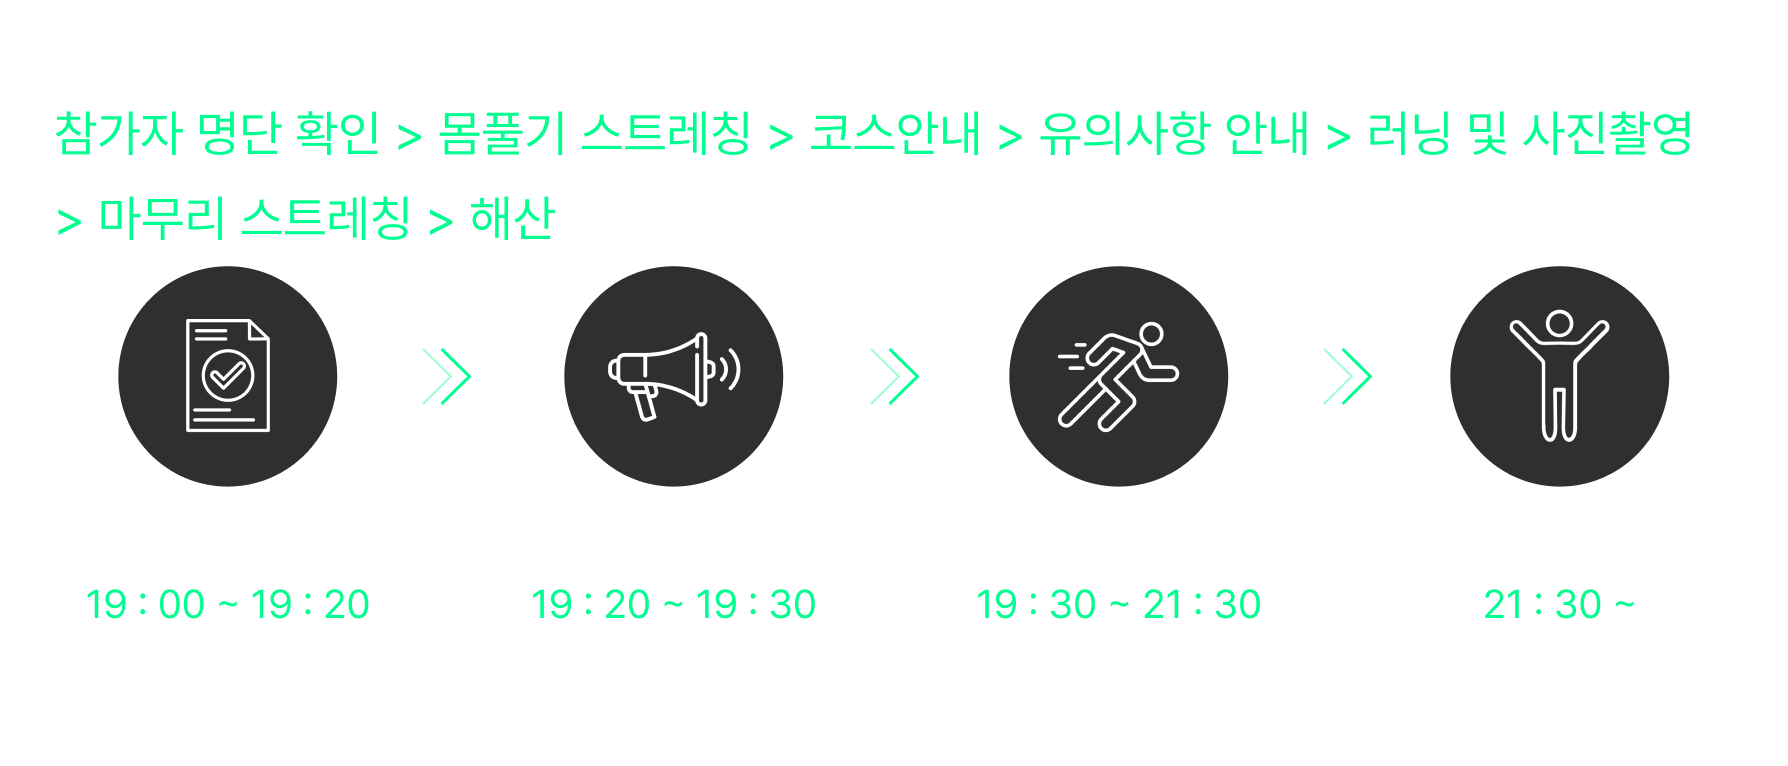 참가자 명단 확인 > 몸풀기 스트레칭 > 코스안내 > 유의사항 안내 > 러닝 및 사진촬영
> 마무리 스트레칭 > 해산
19 : 00 ~ 19 : 20
19 : 20 ~ 19 : 30
19 : 30 ~ 21 : 30
21 : 30 ~